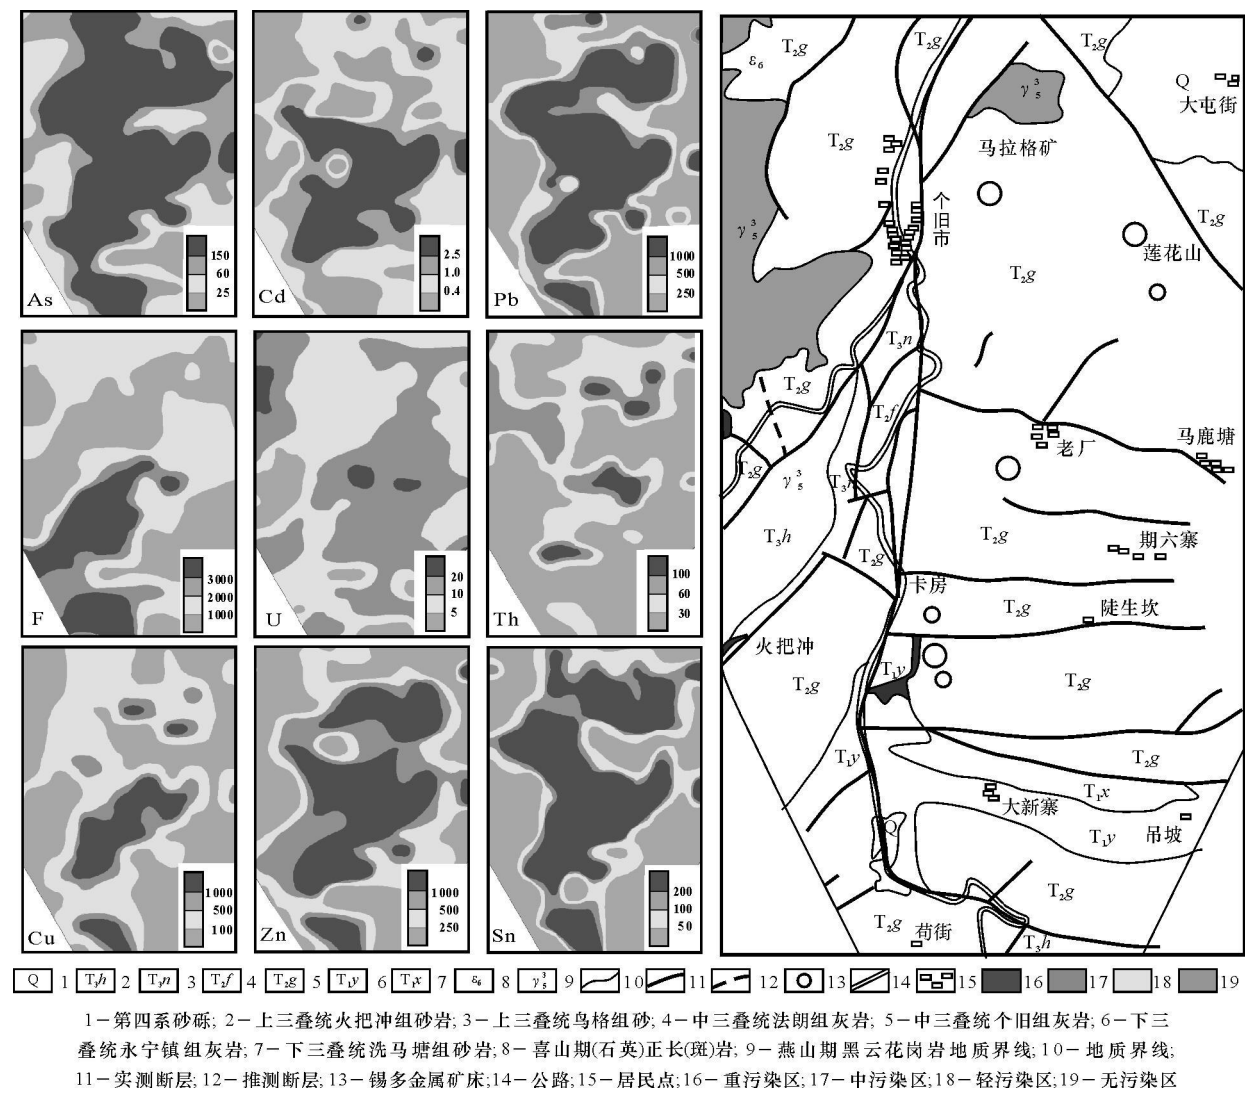 As
150
60
25
Cd
2.5
1.0
0.4
Pb
1000
500
250
F
3000
2000
1000
U
20
10
5
Th
100
60
30
Cu
1000
500
100
Zn
1000
500
250
Sn
200
100
50
T₂g
T₂g
T₂g
ε₆
Q
大屯街
γ₅³
T₂g
马拉格矿
个旧市
T₂g
γ₅³
莲花山
T₂g
T₃n
T₂g
T₂f
马鹿塘
老厂
T₂g
γ₅³
T₃h
T₃h
T₂g
T₂g
期六寨
卡房
T₂g
陡生坎
火把冲
T₂g
T₁y
T₂g
T₁y
T₂g
T₁x
大新寨
吊坡
Q
T₁y
T₂g
T₂g
苟街
T₃h
Q 1 T₃h 2 T₃n 3 T₂f 4 T₂g 5 T₁y 6 T₁x 7 ε₆ 8 γ₅³ 9 10 11 12 13 14 15 16 17 18 19
1－第四系砂砾; 2－上三叠统火把冲组砂岩; 3－上三叠统鸟格组砂; 4－中三叠统法朗组灰岩; 5－中三叠统个旧组灰岩; 6－下三
叠统永宁镇组灰岩; 7－下三叠统洗马塘组砂岩; 8－喜山期(石英)正长(斑)岩; 9－燕山期黑云花岗岩地质界线; 10－地质界线;
11－实测断层; 12－推测断层; 13－锡多金属矿床; 14－公路; 15－居民点; 16－重污染区; 17－中污染区; 18－轻污染区; 19－无污染区